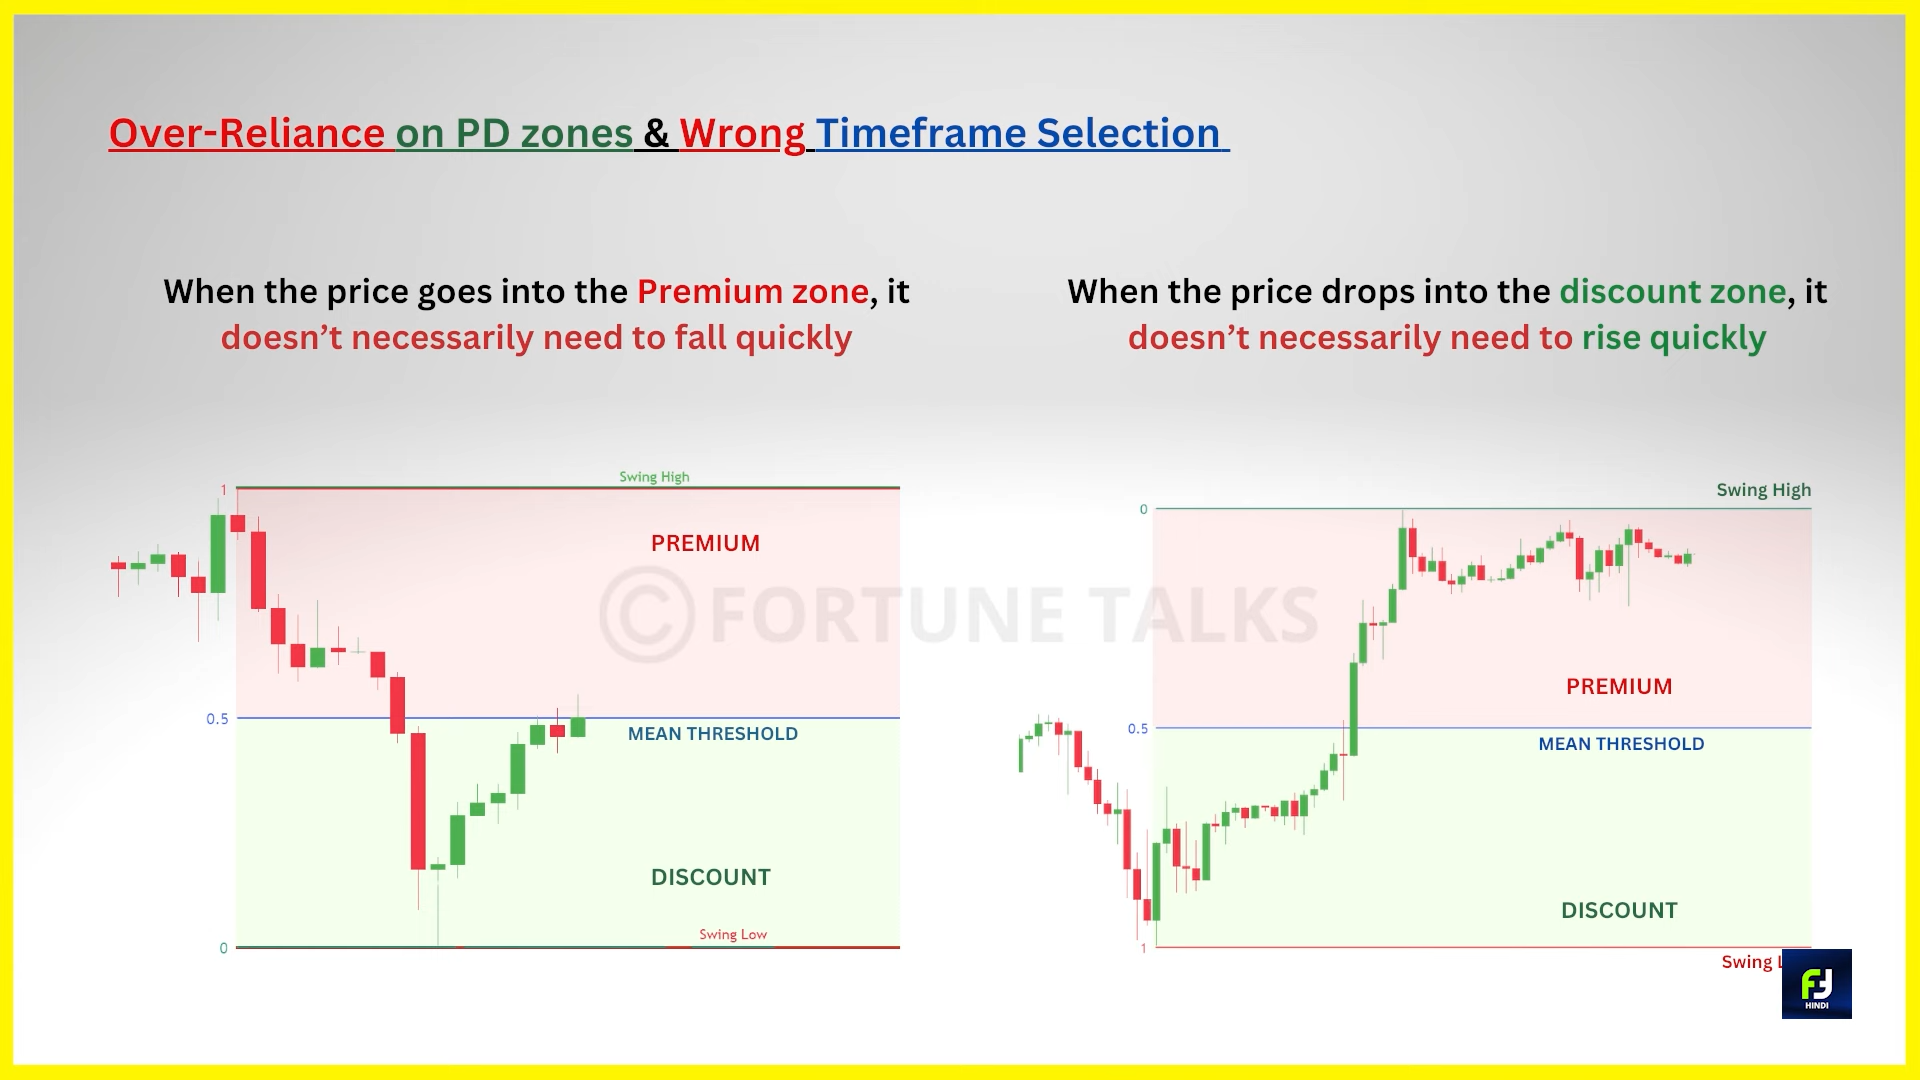 Over-Reliance on PD zones & Wrong Timeframe Selection
When the price goes into the Premium zone, it
doesn’t necessarily need to fall quickly
When the price drops into the discount zone, it
doesn’t necessarily need to rise quickly
Swing High
1
PREMIUM
0.5
MEAN THRESHOLD
DISCOUNT
Swing Low
0
Swing High
0
PREMIUM
0.5
MEAN THRESHOLD
DISCOUNT
1
Swing
© FORTUNE TALKS
HINDI